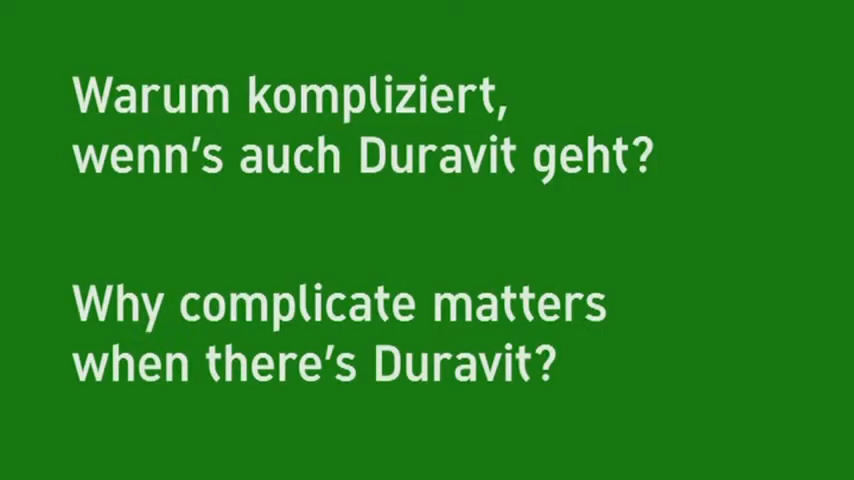 Warum kompliziert,
wenn’s auch Duravit geht?
Why complicate matters
when there’s Duravit?